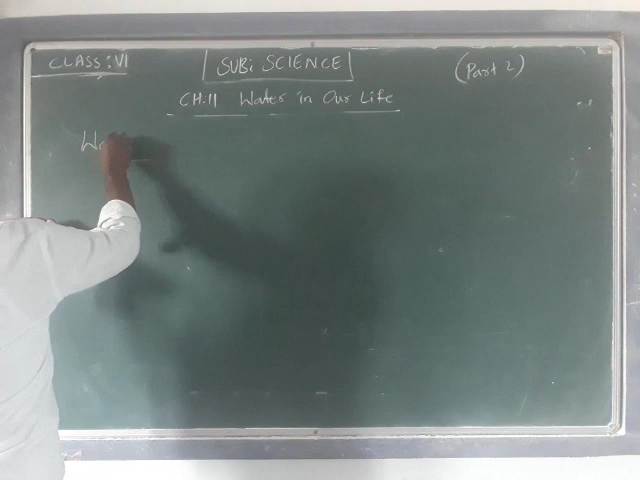 CLASS: VI
SUB: SCIENCE
(Part 2)
CH:11 Water in Our Life